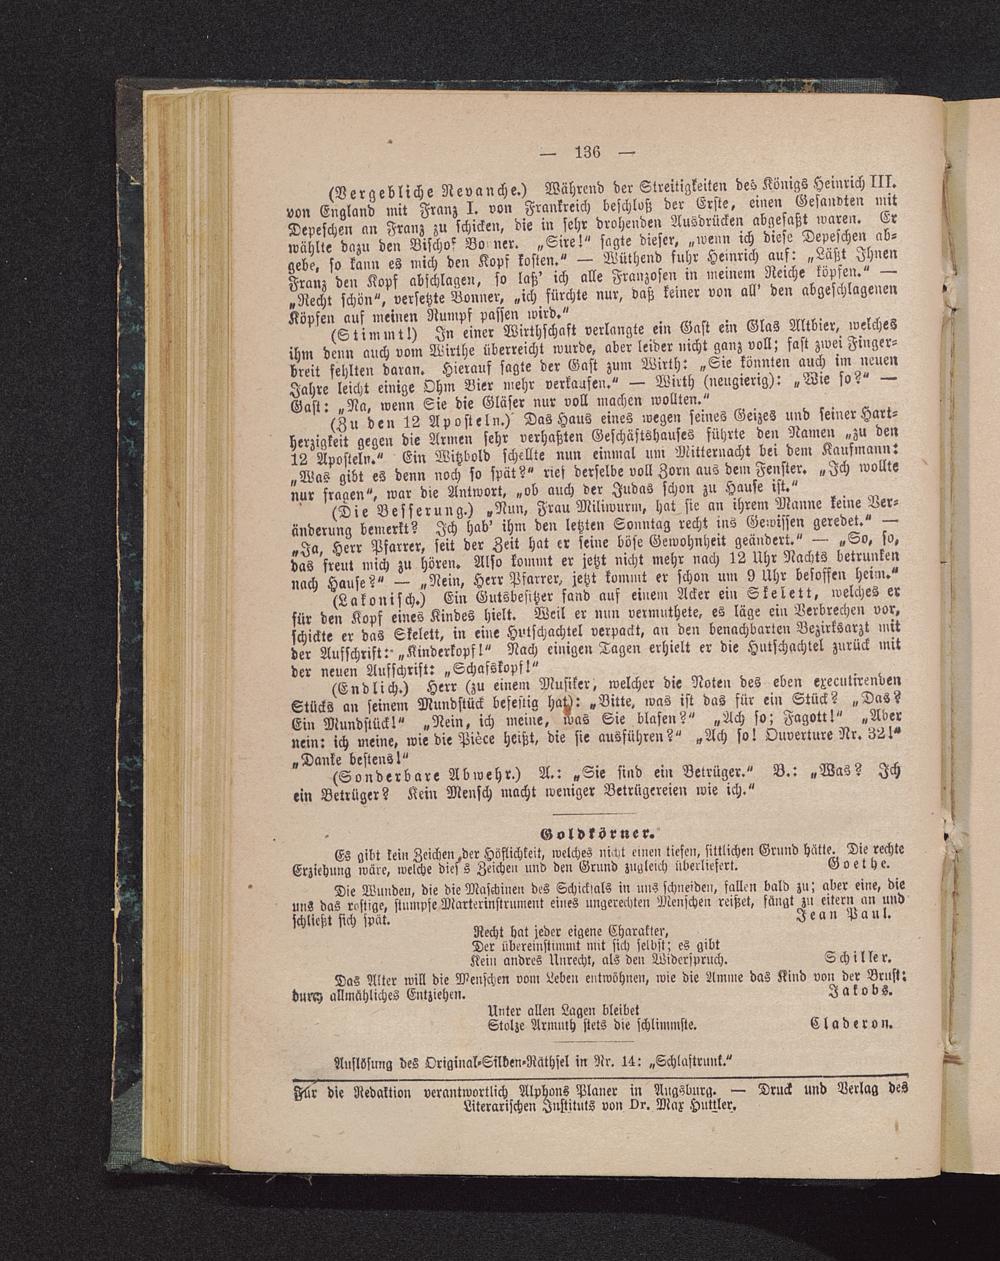 — 136 —
(Vergebliche Revanche.) Während der Streitigkeiten des Königs Heinrich III.
von England mit Franz I. von Frankreich beschloß der Erste, einen Gesandten mit
Depeschen an Franz zu schicken, die in sehr drohenden Ausdrücken abgefaßt waren. Er
wählte dazu den Bischof Bonner. „Sire!“ sagte dieser, „wenn ich diese Depeschen ab-
gebe, so kann es mich den Kopf kosten.“ — Wüthend fuhr Heinrich auf: „Läßt Ihnen
Franz den Kopf abschlagen, so laß' ich alle Franzosen in meinem Reiche köpfen.“ —
„Recht schön“, versetzte Bonner, „ich fürchte nur, daß keiner von all' den abgeschlagenen
Köpfen auf meinen Rumpf passen wird.“
(Stimmt!) In einer Wirthschaft verlangte ein Gast ein Glas Altbier, welches
ihm denn auch vom Wirthe überreicht wurde, aber leider nicht ganz voll; fast zwei Finger-
breit fehlten daran. Hierauf sagte der Gast zum Wirth: „Sie könnten auch im neuen
Jahre leicht einige Ohm Bier mehr verkaufen.“ — Wirth (neugierig): „Wie so?“ —
Gast: „Na, wenn Sie die Gläser nur voll machen wollten.“
(Zu den 12 Aposteln.) Das Haus eines wegen seines Geizes und seiner Hart-
herzigkeit gegen die Armen sehr verhaßten Geschäftshauses führte den Namen „zu den
12 Aposteln.“ Ein Witzbold schellte nun einmal um Mitternacht bei dem Kaufmann:
„Was gibt es denn noch so spät?“ rief derselbe voll Zorn aus dem Fenster. „Ich wollte
nur fragen“, war die Antwort, „ob auch der Judas schon zu Hause ist.“
(Die Besserung.) „Nun, Frau Miliwurm, hat sie an ihrem Manne keine Ver-
änderung bemerkt? Ich hab' ihm den letzten Sonntag recht ins Gewissen geredet.“ —
„Ja, Herr Pfarrer, seit der Zeit hat er seine böse Gewohnheit geändert.“ — „So, so,
das freut mich zu hören. Also kommt er jetzt nicht mehr nach 12 Uhr Nachts betrunken
nach Hause?“ — „Nein, Herr Pfarrer, jetzt kommt er schon um 9 Uhr besoffen heim.“
(Lakonisch.) Ein Gutsbesitzer fand auf einem Acker ein Skelett, welches er
für den Kopf eines Kindes hielt. Weil er nun vermuthete, es läge ein Verbrechen vor,
schickte er das Skelett, in eine Hutschachtel verpackt, an den benachbarten Bezirksarzt mit
der Aufschrift: „Kinderkopf!“ Nach einigen Tagen erhielt er die Hutschachtel zurück mit
der neuen Aufschrift: „Schafskopf!“
(Endlich.) Herr (zu einem Musiker, welcher die Noten des eben executirenden
Stücks an seinem Mundstück befestigt hat): „Bitte, was ist das für ein Stück? „Das?
Ein Mundstück!“ „Nein, ich meine, was Sie blasen?“ „Ach so; Fagott!“ „Aber
nein: ich meine, wie die Pièce heißt, die sie ausführen?“ „Ach so! Ouverture Nr. 32!“
„Danke bestens!“
(Sonderbare Abwehr.) A.: „Sie sind ein Betrüger.“ B.: „Was? Ich
ein Betrüger? Kein Mensch macht weniger Betrügereien wie ich.“
Goldkörner.
Es gibt kein Zeichen der Höflichkeit, welches nicht einen tiefen, sittlichen Grund hätte. Die rechte
Erziehung wäre, welche dies's Zeichen und den Grund zugleich überliefert. Goethe.
Die Wunden, die die Maschinen des Schicksals in uns schneiden, fallen bald zu; aber eine, die
uns das rostige, stumpfe Marterinstrument eines ungerechten Menschen reißet, fängt zu eitern an und
schließt sich spät. Jean Paul.
Recht hat jeder eigene Charakter,
Der übereinstimmt mit sich selbst; es gibt
Kein andres Unrecht, als den Widerspruch. Schiller.
Das Alter will die Menschen vom Leben entwöhnen, wie die Amme das Kind von der Brust:
durch allmähliches Entziehen. Jakobs.
Unter allen Lagen bleibet
Stolze Armuth stets die schlimmste. Claderon.
Auflösung des Original-Silben-Räthsel in Nr. 14: „Schlaftrunk.“
Für die Redaktion verantwortlich Alphons Planer in Augsburg. — Druck und Verlag des
Literarischen Instituts von Dr. Max Huttler.